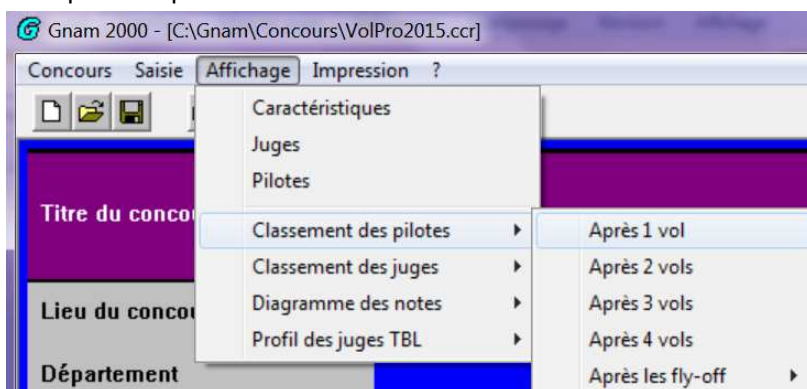 Gnam 2000 - [C:\Gnam\Concours\VolPro2015.ccr]
Concours Saisie Affichage Impression ?
Caractéristiques
Juges
Pilotes
Titre du concou
Classement des pilotes
Après 1 vol
Classement des juges
Après 2 vols
Lieu du concou
Diagramme des notes
Après 3 vols
Profil des juges TBL
Après 4 vols
Département
Après les fly-off